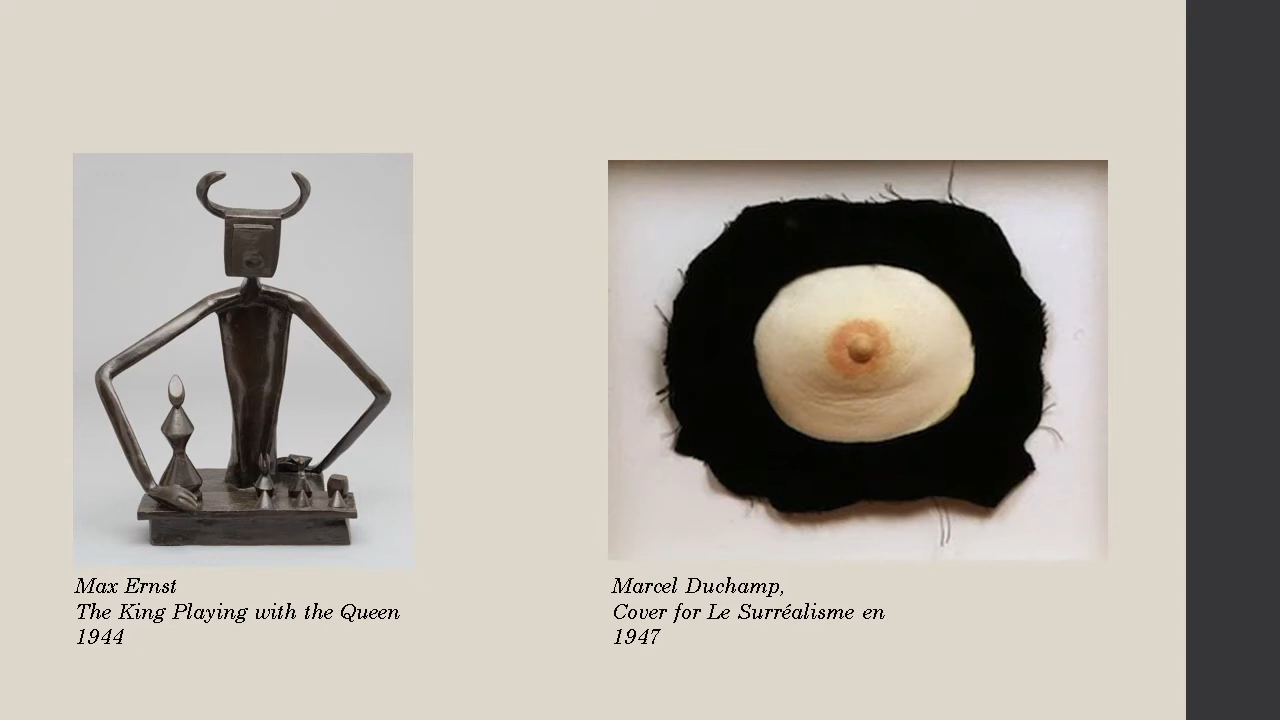 Max Ernst
The King Playing with the Queen
1944
Marcel Duchamp,
Cover for Le Surréalisme en
1947